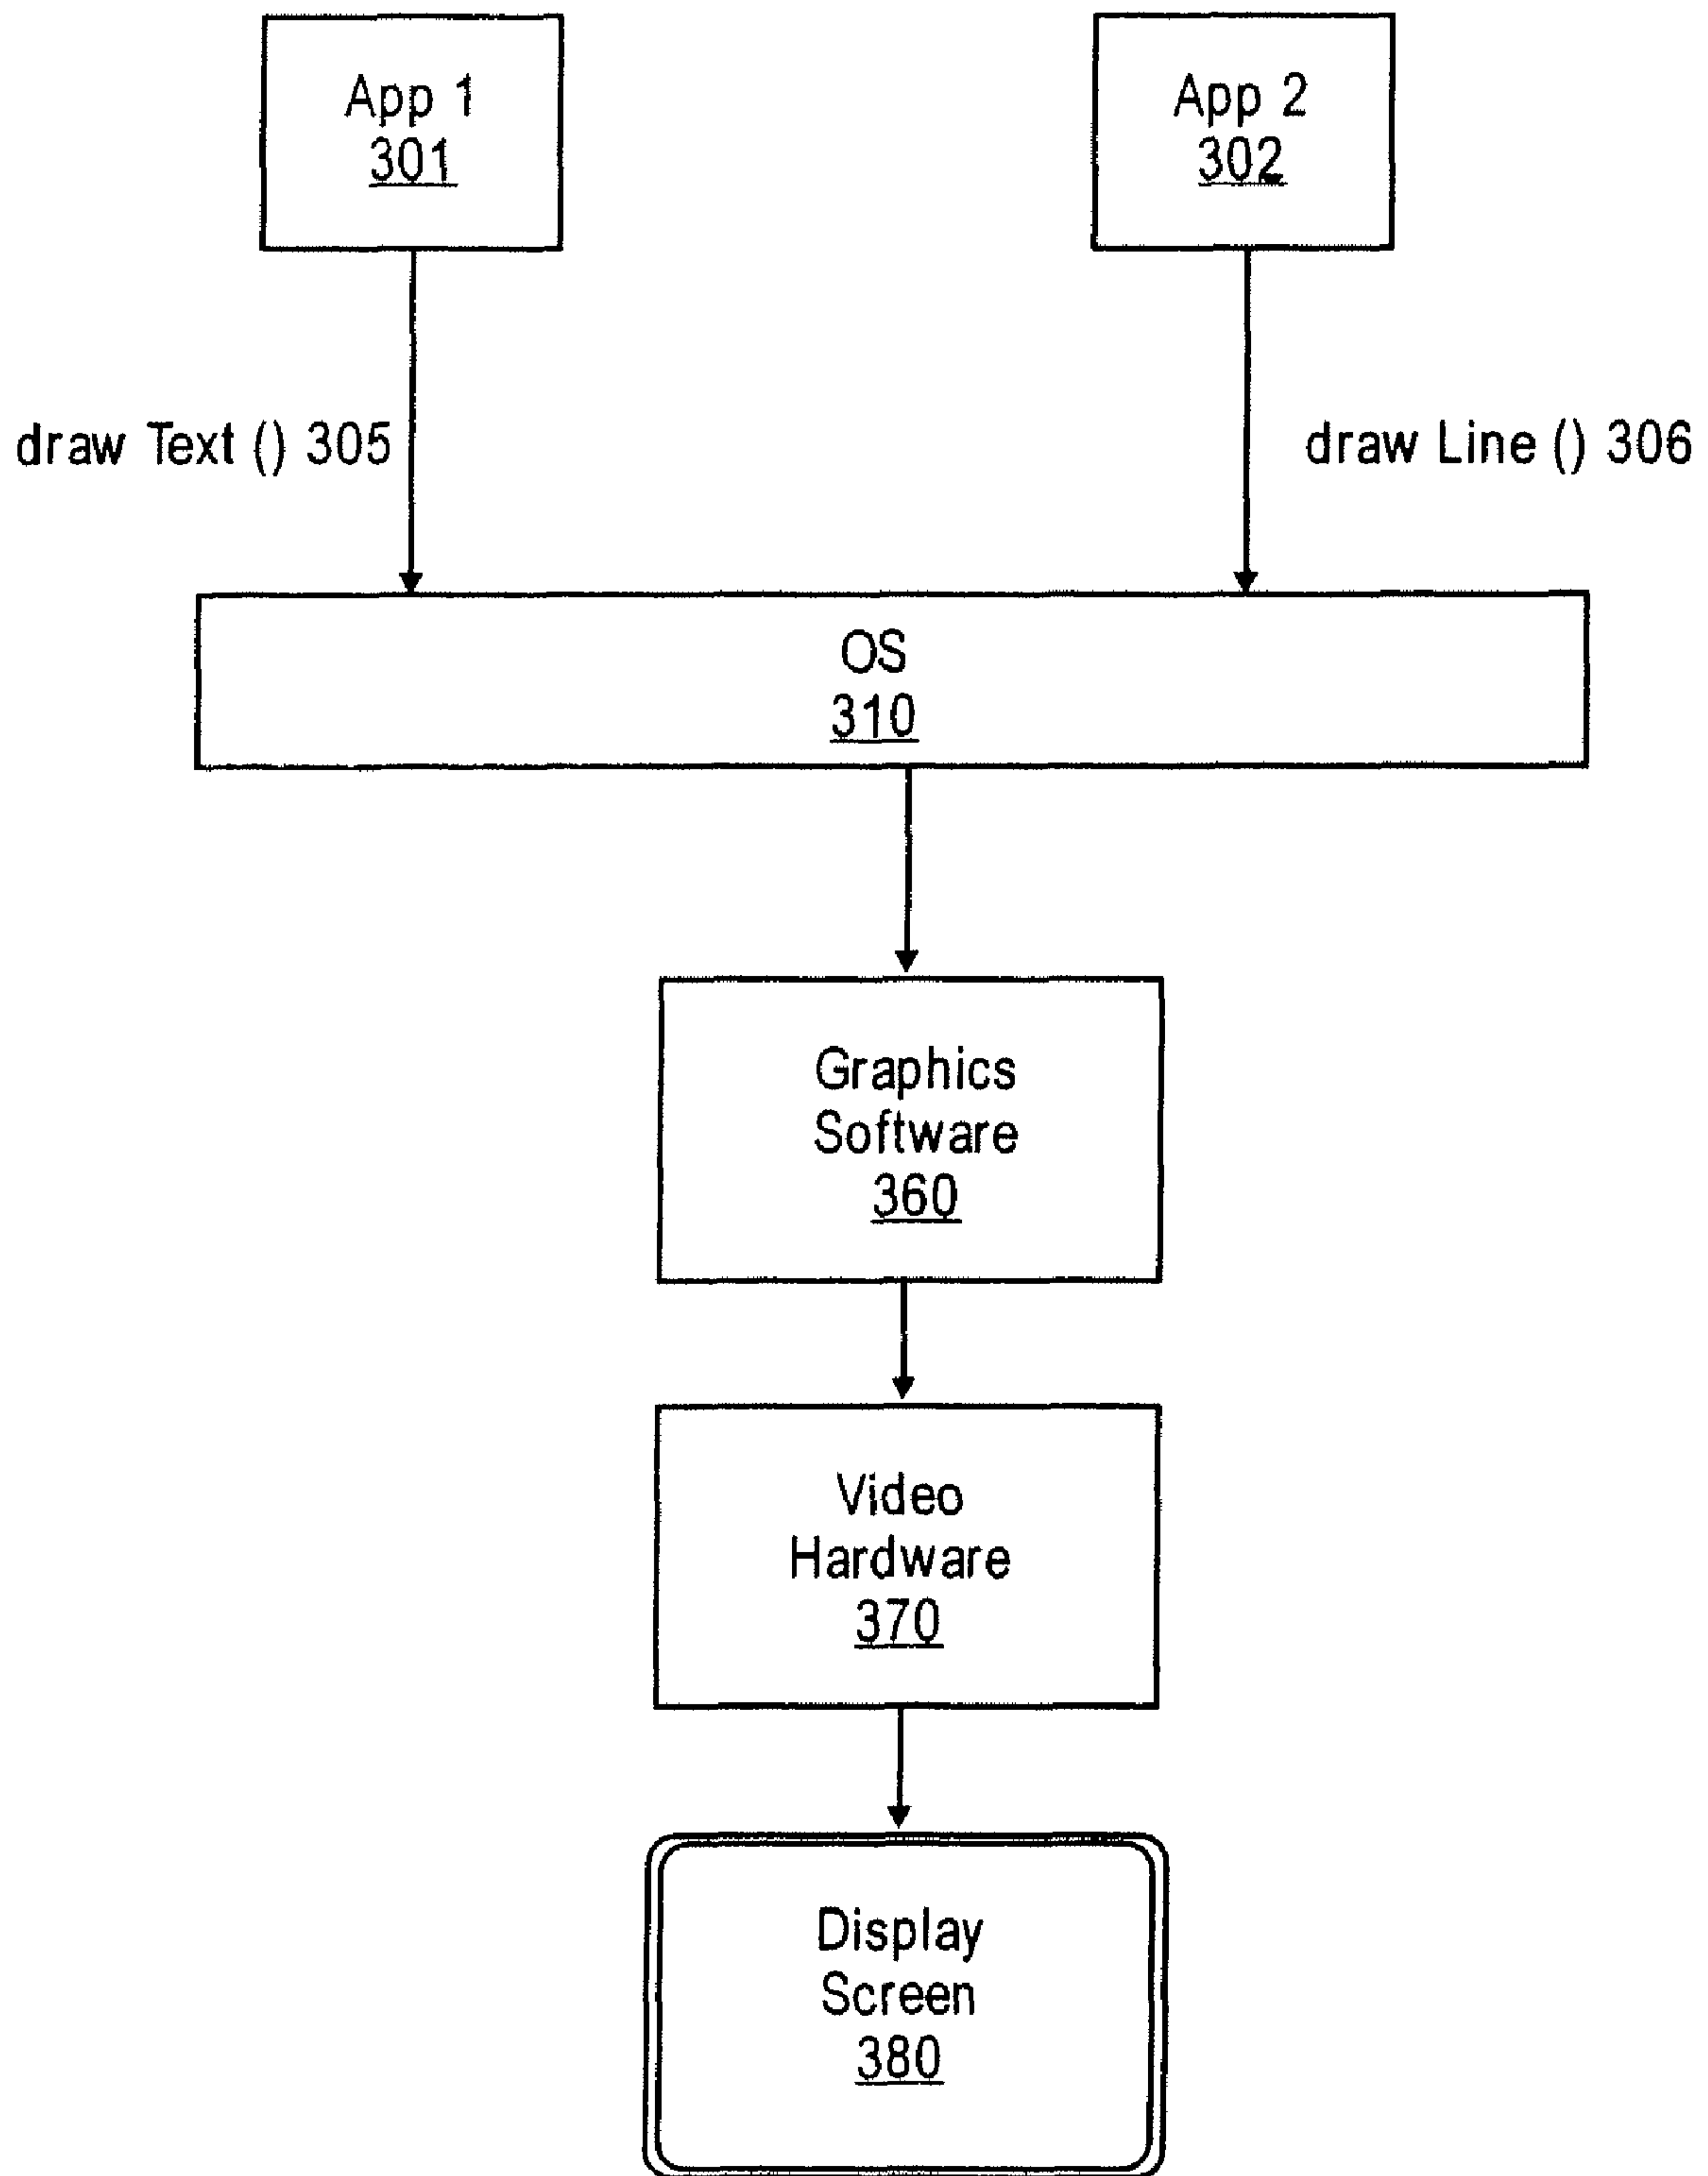 App 1
301
App 2
302
draw Text () 305
draw Line () 306
OS
310
Graphics
Software
360
Video
Hardware
370
Display
Screen
380